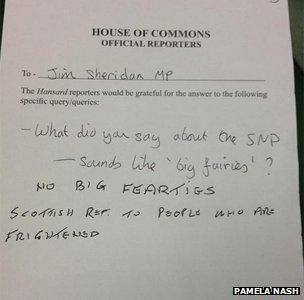 HOUSE OF COMMONS
OFFICIAL REPORTERS
To - Jim Sheridan MP
The Hansard reporters would be grateful for the answer to the following
specific query/queries:
- What did you say about the SNP
- Sounds like 'big fairies'?
NO BIG FEARTIES
SCOTTISH REF. TO PEOPLE WHO ARE
FRIGHTENED
PAMELA NASH